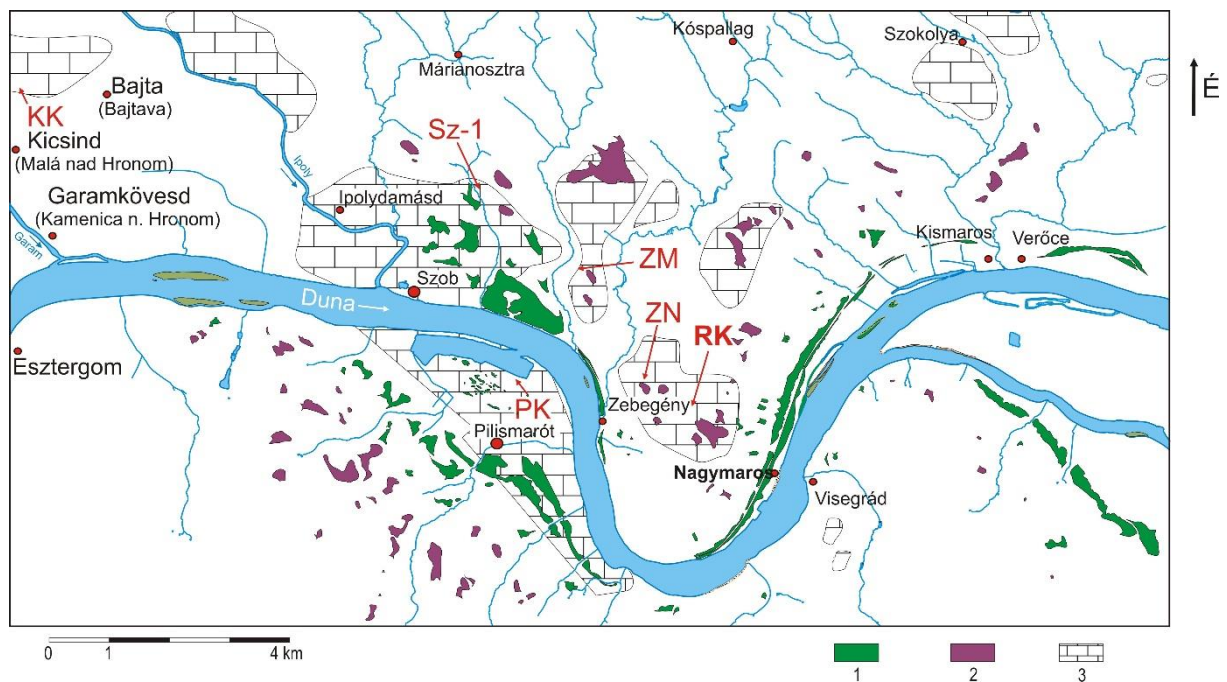 Kóspallag
Szokolya
Márianosztra
É
Bajta
(Bajtava)
KK
Kicsind
(Malá nad Hronom)
Sz-1
Ipoly
Garamkövesd
(Kamenica n. Hronom)
Ipolydamásd
Garam
Kismaros
Verőce
ZM
Szob
Duna
ZN
RK
Esztergom
PK
Zebegény
Pilismarót
Nagymaros
Visegrád
0 1 4 km
1 2 3